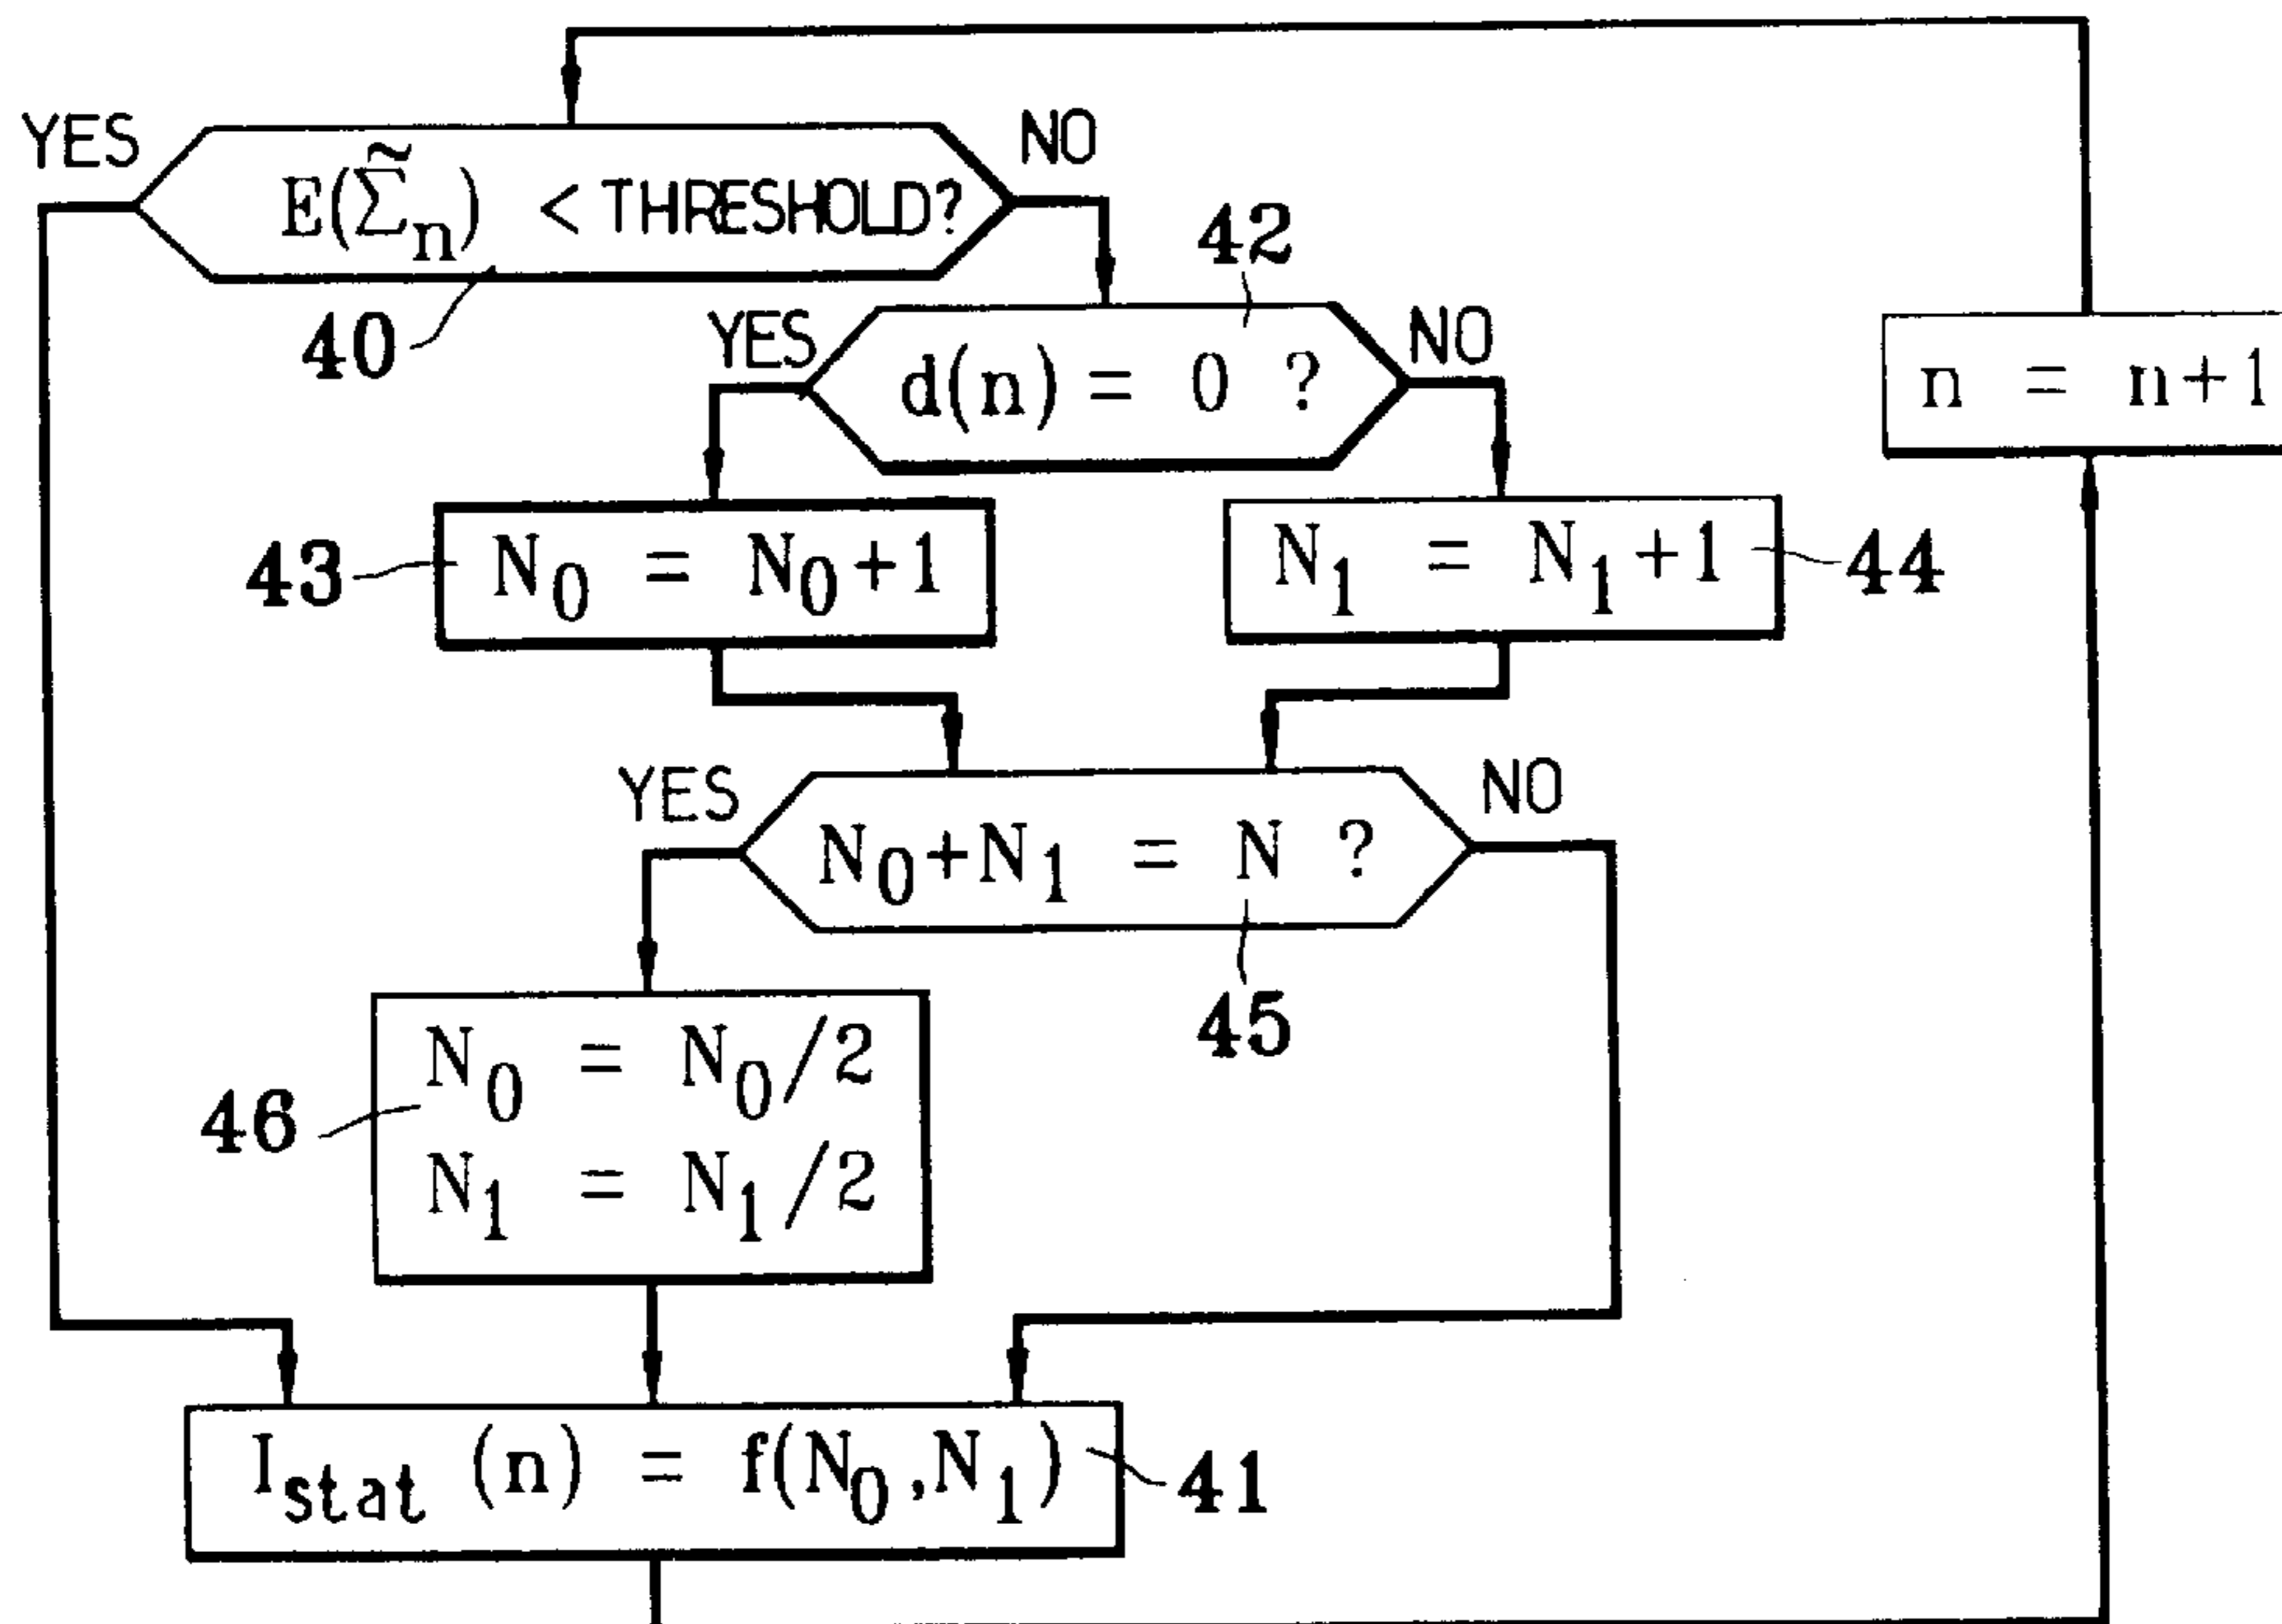 YES
NO
E(Σ̃ₙ) < THRESHOLD?
40
42
YES
NO
d(n) = 0 ?
n = n+1
43
N₀ = N₀+1
N₁ = N₁+1
44
YES
NO
N₀+N₁ = N ?
45
46
N₀ = N₀/2
N₁ = N₁/2
I_stat (n) = f(N₀,N₁)
41